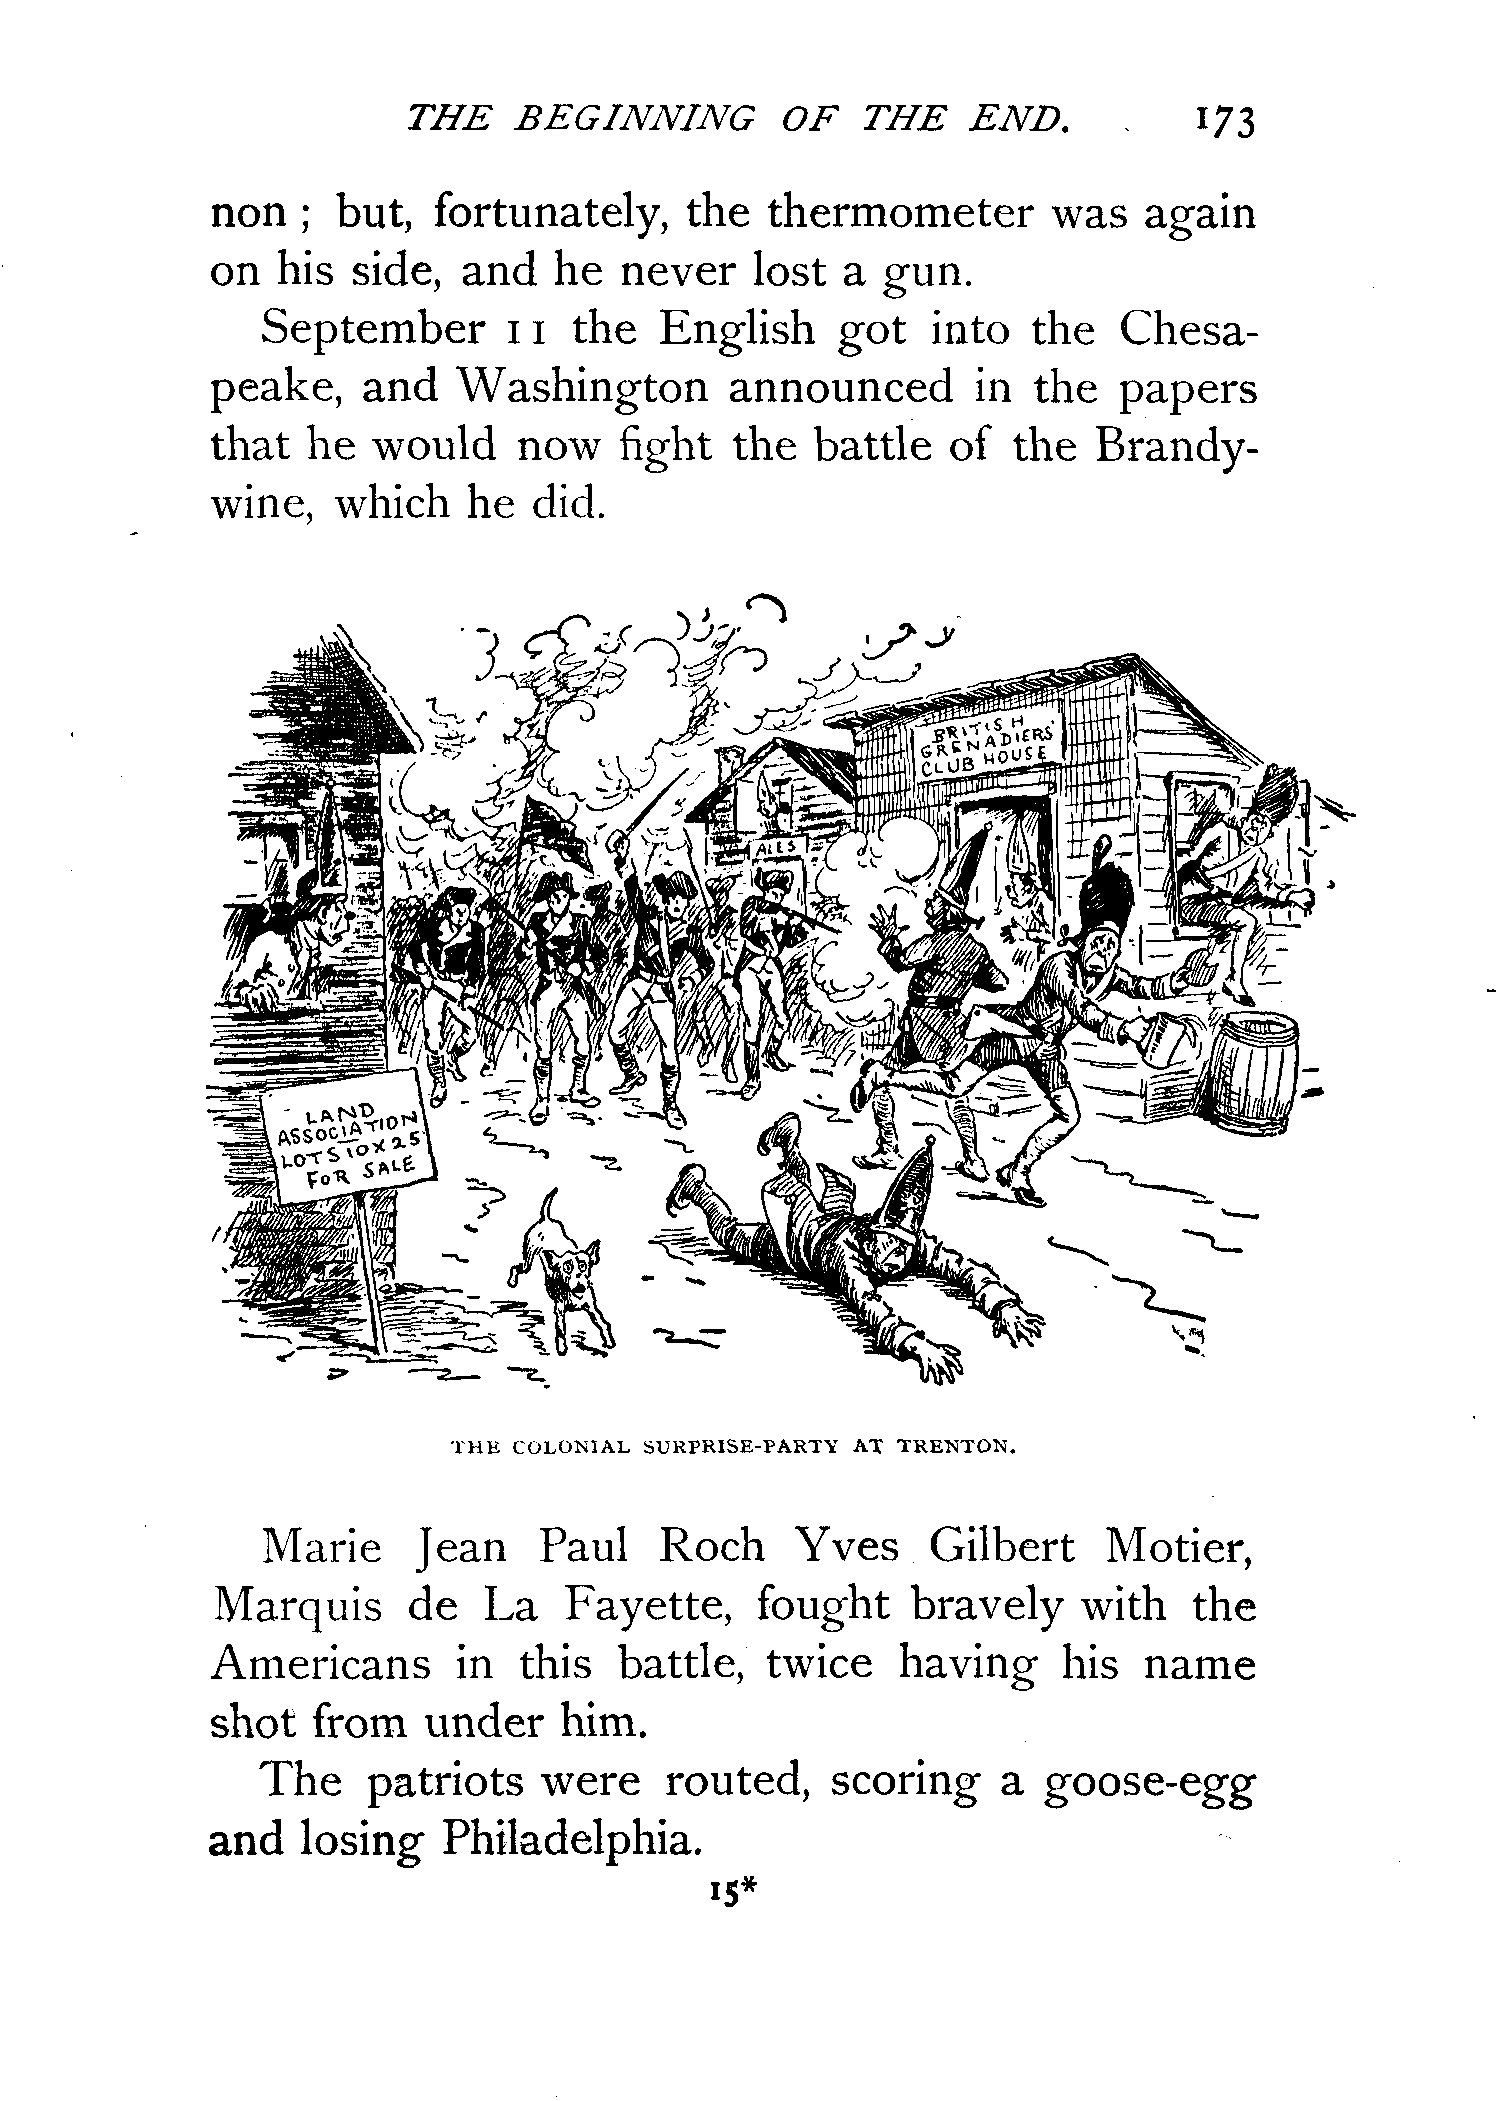 THE BEGINNING OF THE END. 173
non ; but, fortunately, the thermometer was again
on his side, and he never lost a gun.
September 11 the English got into the Chesa-
peake, and Washington announced in the papers
that he would now fight the battle of the Brandy-
wine, which he did.
BRITISH
GRENADIERS'
CLUB HOUSE
ALES
LAND
ASSOCIATION
LOTS 10 X 25
FOR SALE
THE COLONIAL SURPRISE-PARTY AT TRENTON.
Marie Jean Paul Roch Yves Gilbert Motier,
Marquis de La Fayette, fought bravely with the
Americans in this battle, twice having his name
shot from under him.
The patriots were routed, scoring a goose-egg
and losing Philadelphia.
15*